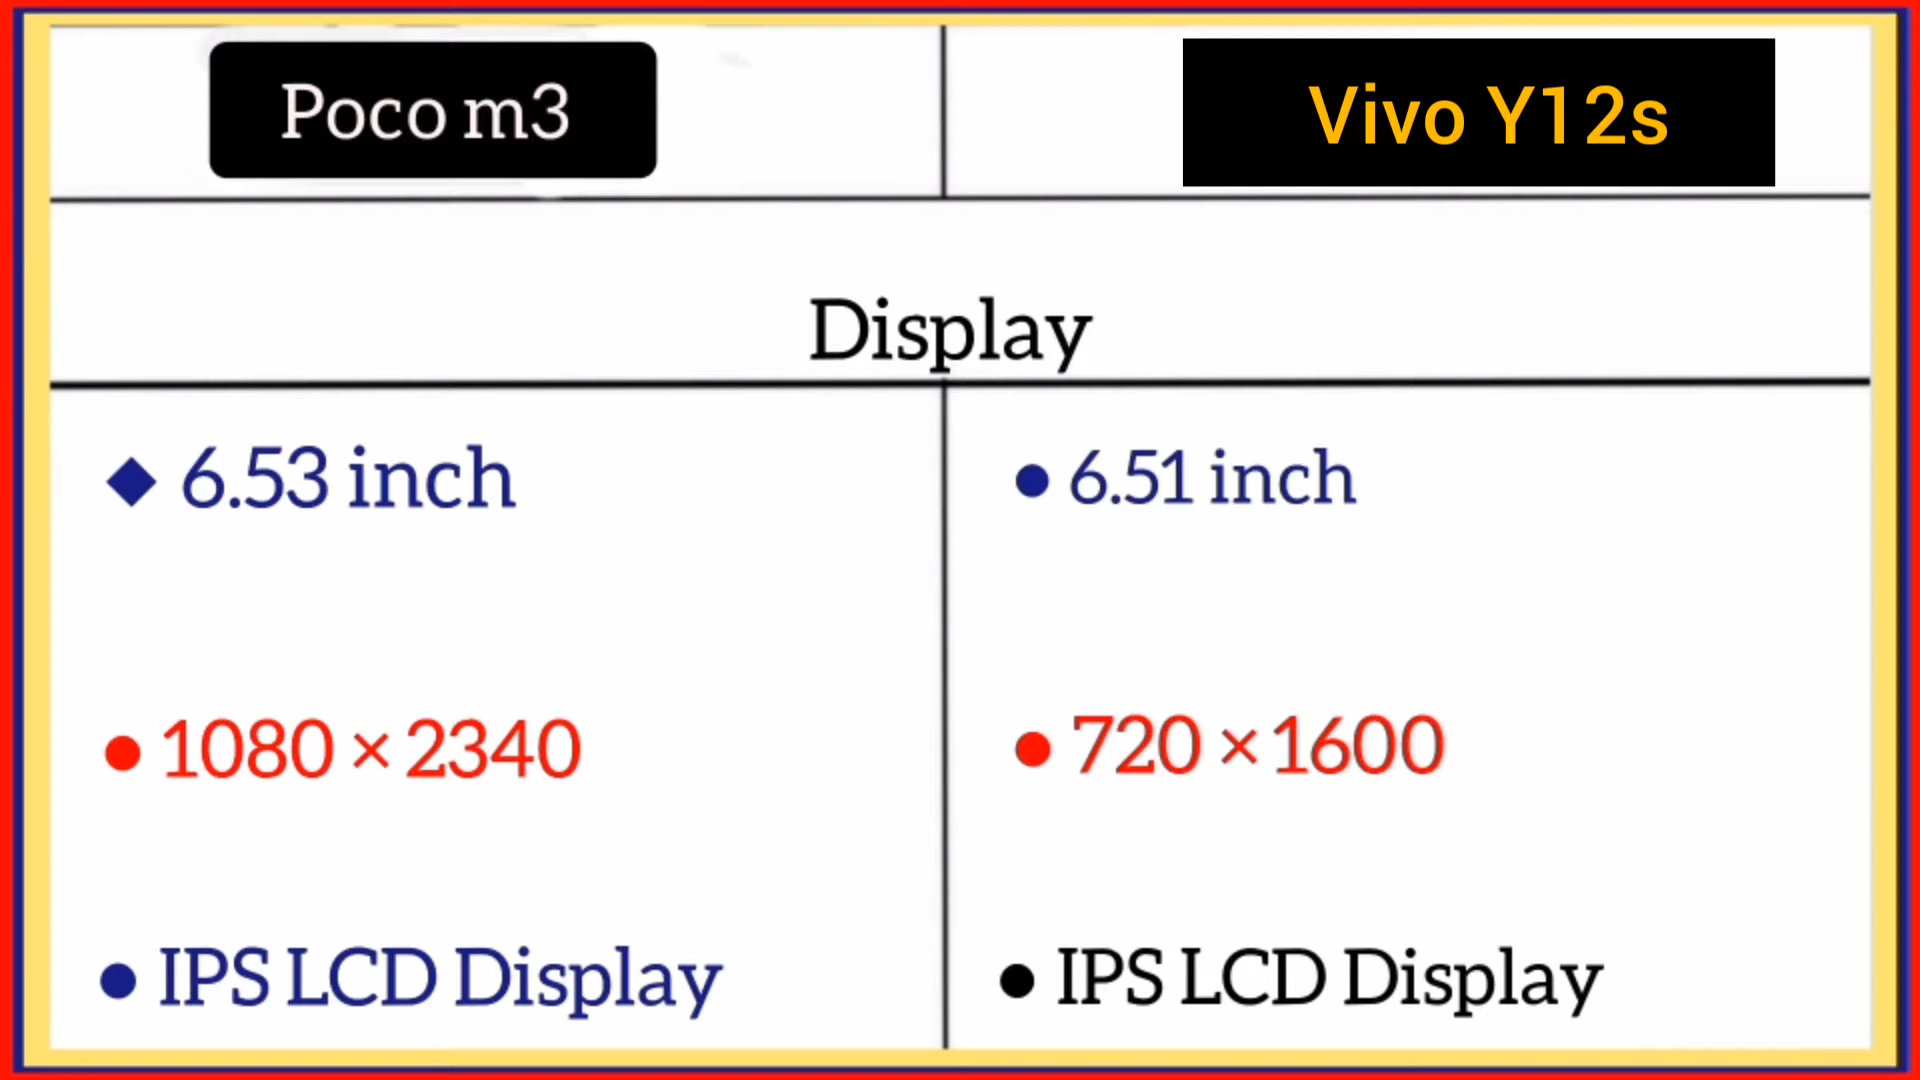 Poco m3
Vivo Y12s
Display
◆ 6.53 inch
● 6.51 inch
● 1080 × 2340
● 720 × 1600
● IPS LCD Display
● IPS LCD Display